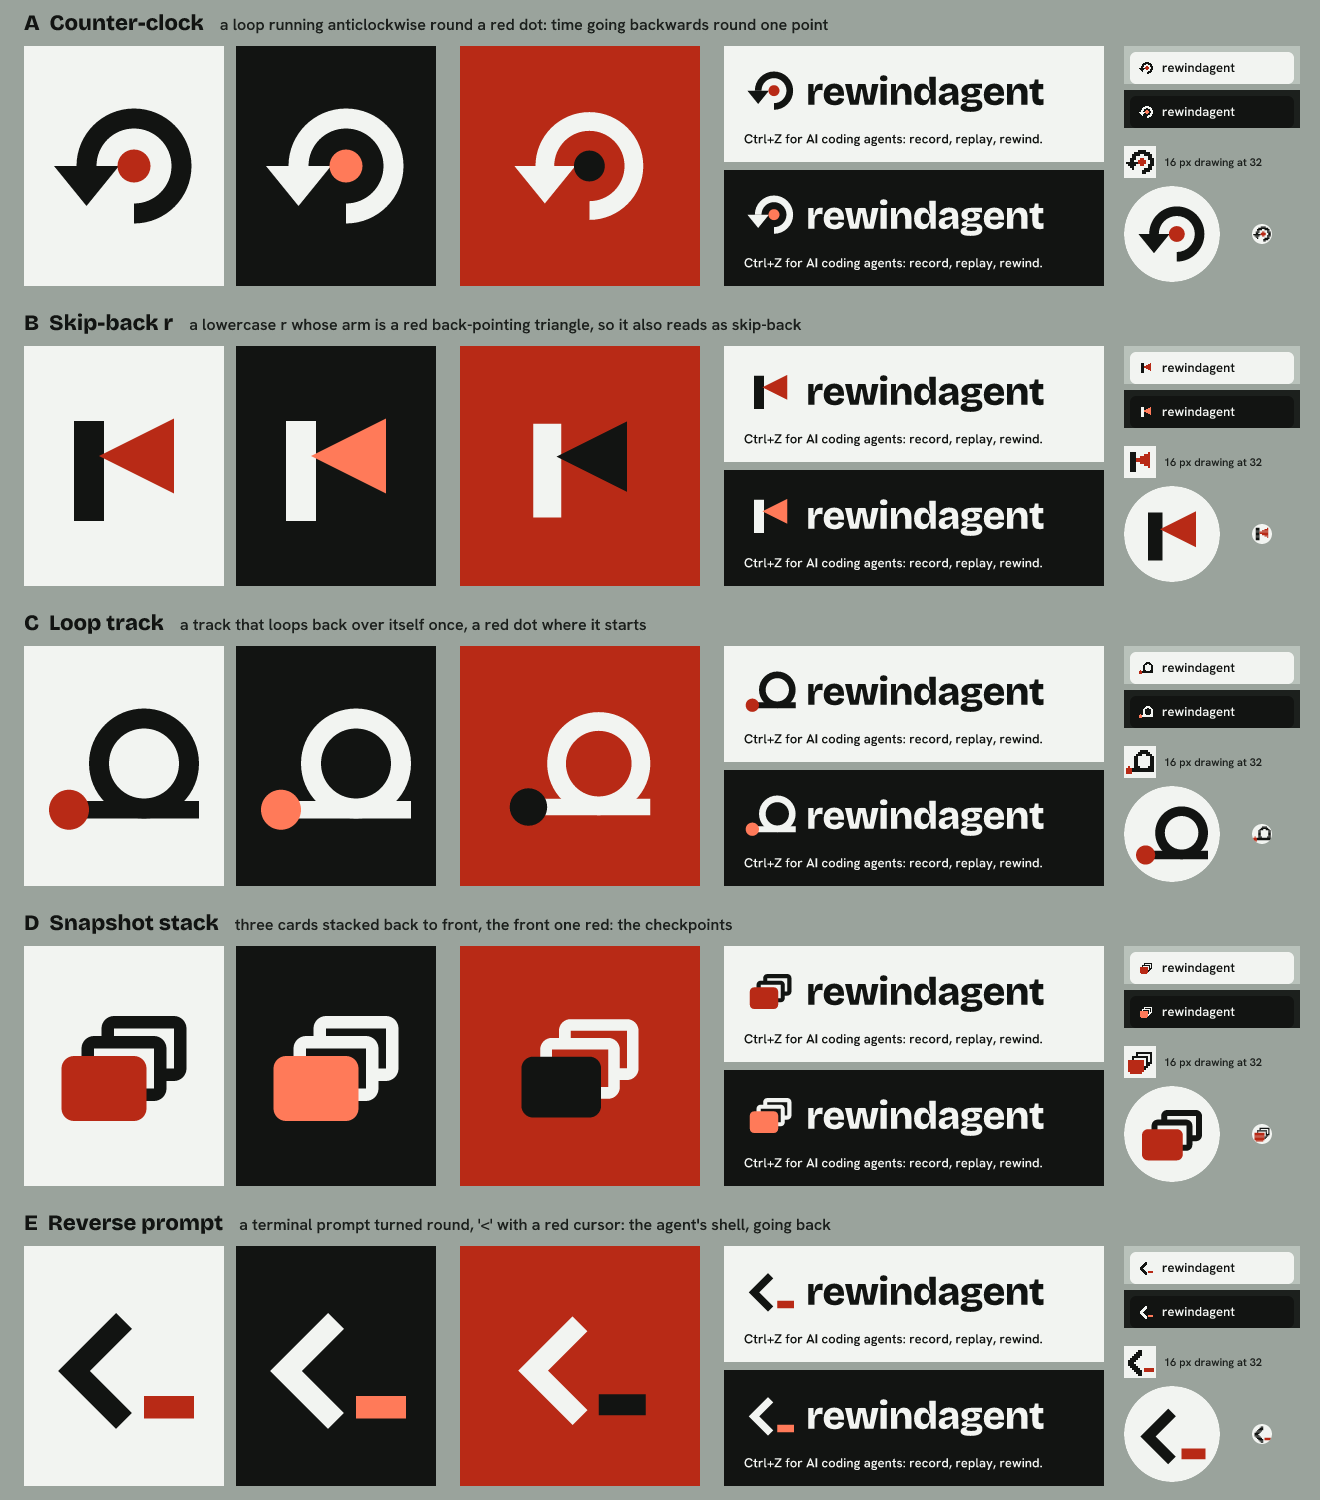 A Counter-clock a loop running anticlockwise round a red dot: time going backwards round one point
rewindagent
Ctrl+Z for AI coding agents: record, replay, rewind.
rewindagent
Ctrl+Z for AI coding agents: record, replay, rewind.
rewindagent
rewindagent
16 px drawing at 32
B Skip-back r a lowercase r whose arm is a red back-pointing triangle, so it also reads as skip-back
rewindagent
Ctrl+Z for AI coding agents: record, replay, rewind.
rewindagent
Ctrl+Z for AI coding agents: record, replay, rewind.
rewindagent
rewindagent
16 px drawing at 32
C Loop track a track that loops back over itself once, a red dot where it starts
rewindagent
Ctrl+Z for AI coding agents: record, replay, rewind.
rewindagent
Ctrl+Z for AI coding agents: record, replay, rewind.
rewindagent
rewindagent
16 px drawing at 32
D Snapshot stack three cards stacked back to front, the front one red: the checkpoints
rewindagent
Ctrl+Z for AI coding agents: record, replay, rewind.
rewindagent
Ctrl+Z for AI coding agents: record, replay, rewind.
rewindagent
rewindagent
16 px drawing at 32
E Reverse prompt a terminal prompt turned round, '<' with a red cursor: the agent's shell, going back
rewindagent
Ctrl+Z for AI coding agents: record, replay, rewind.
rewindagent
Ctrl+Z for AI coding agents: record, replay, rewind.
rewindagent
rewindagent
16 px drawing at 32